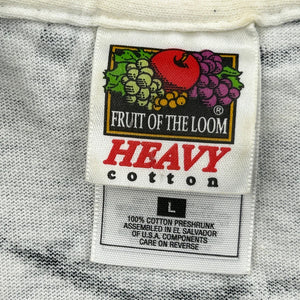 ®
FRUIT OF THE LOOM
HEAVY
cotton
L
100% COTTON PRESHRUNK
ASSEMBLED IN EL SALVADOR
OF U.S.A. COMPONENTS
CARE ON REVERSE